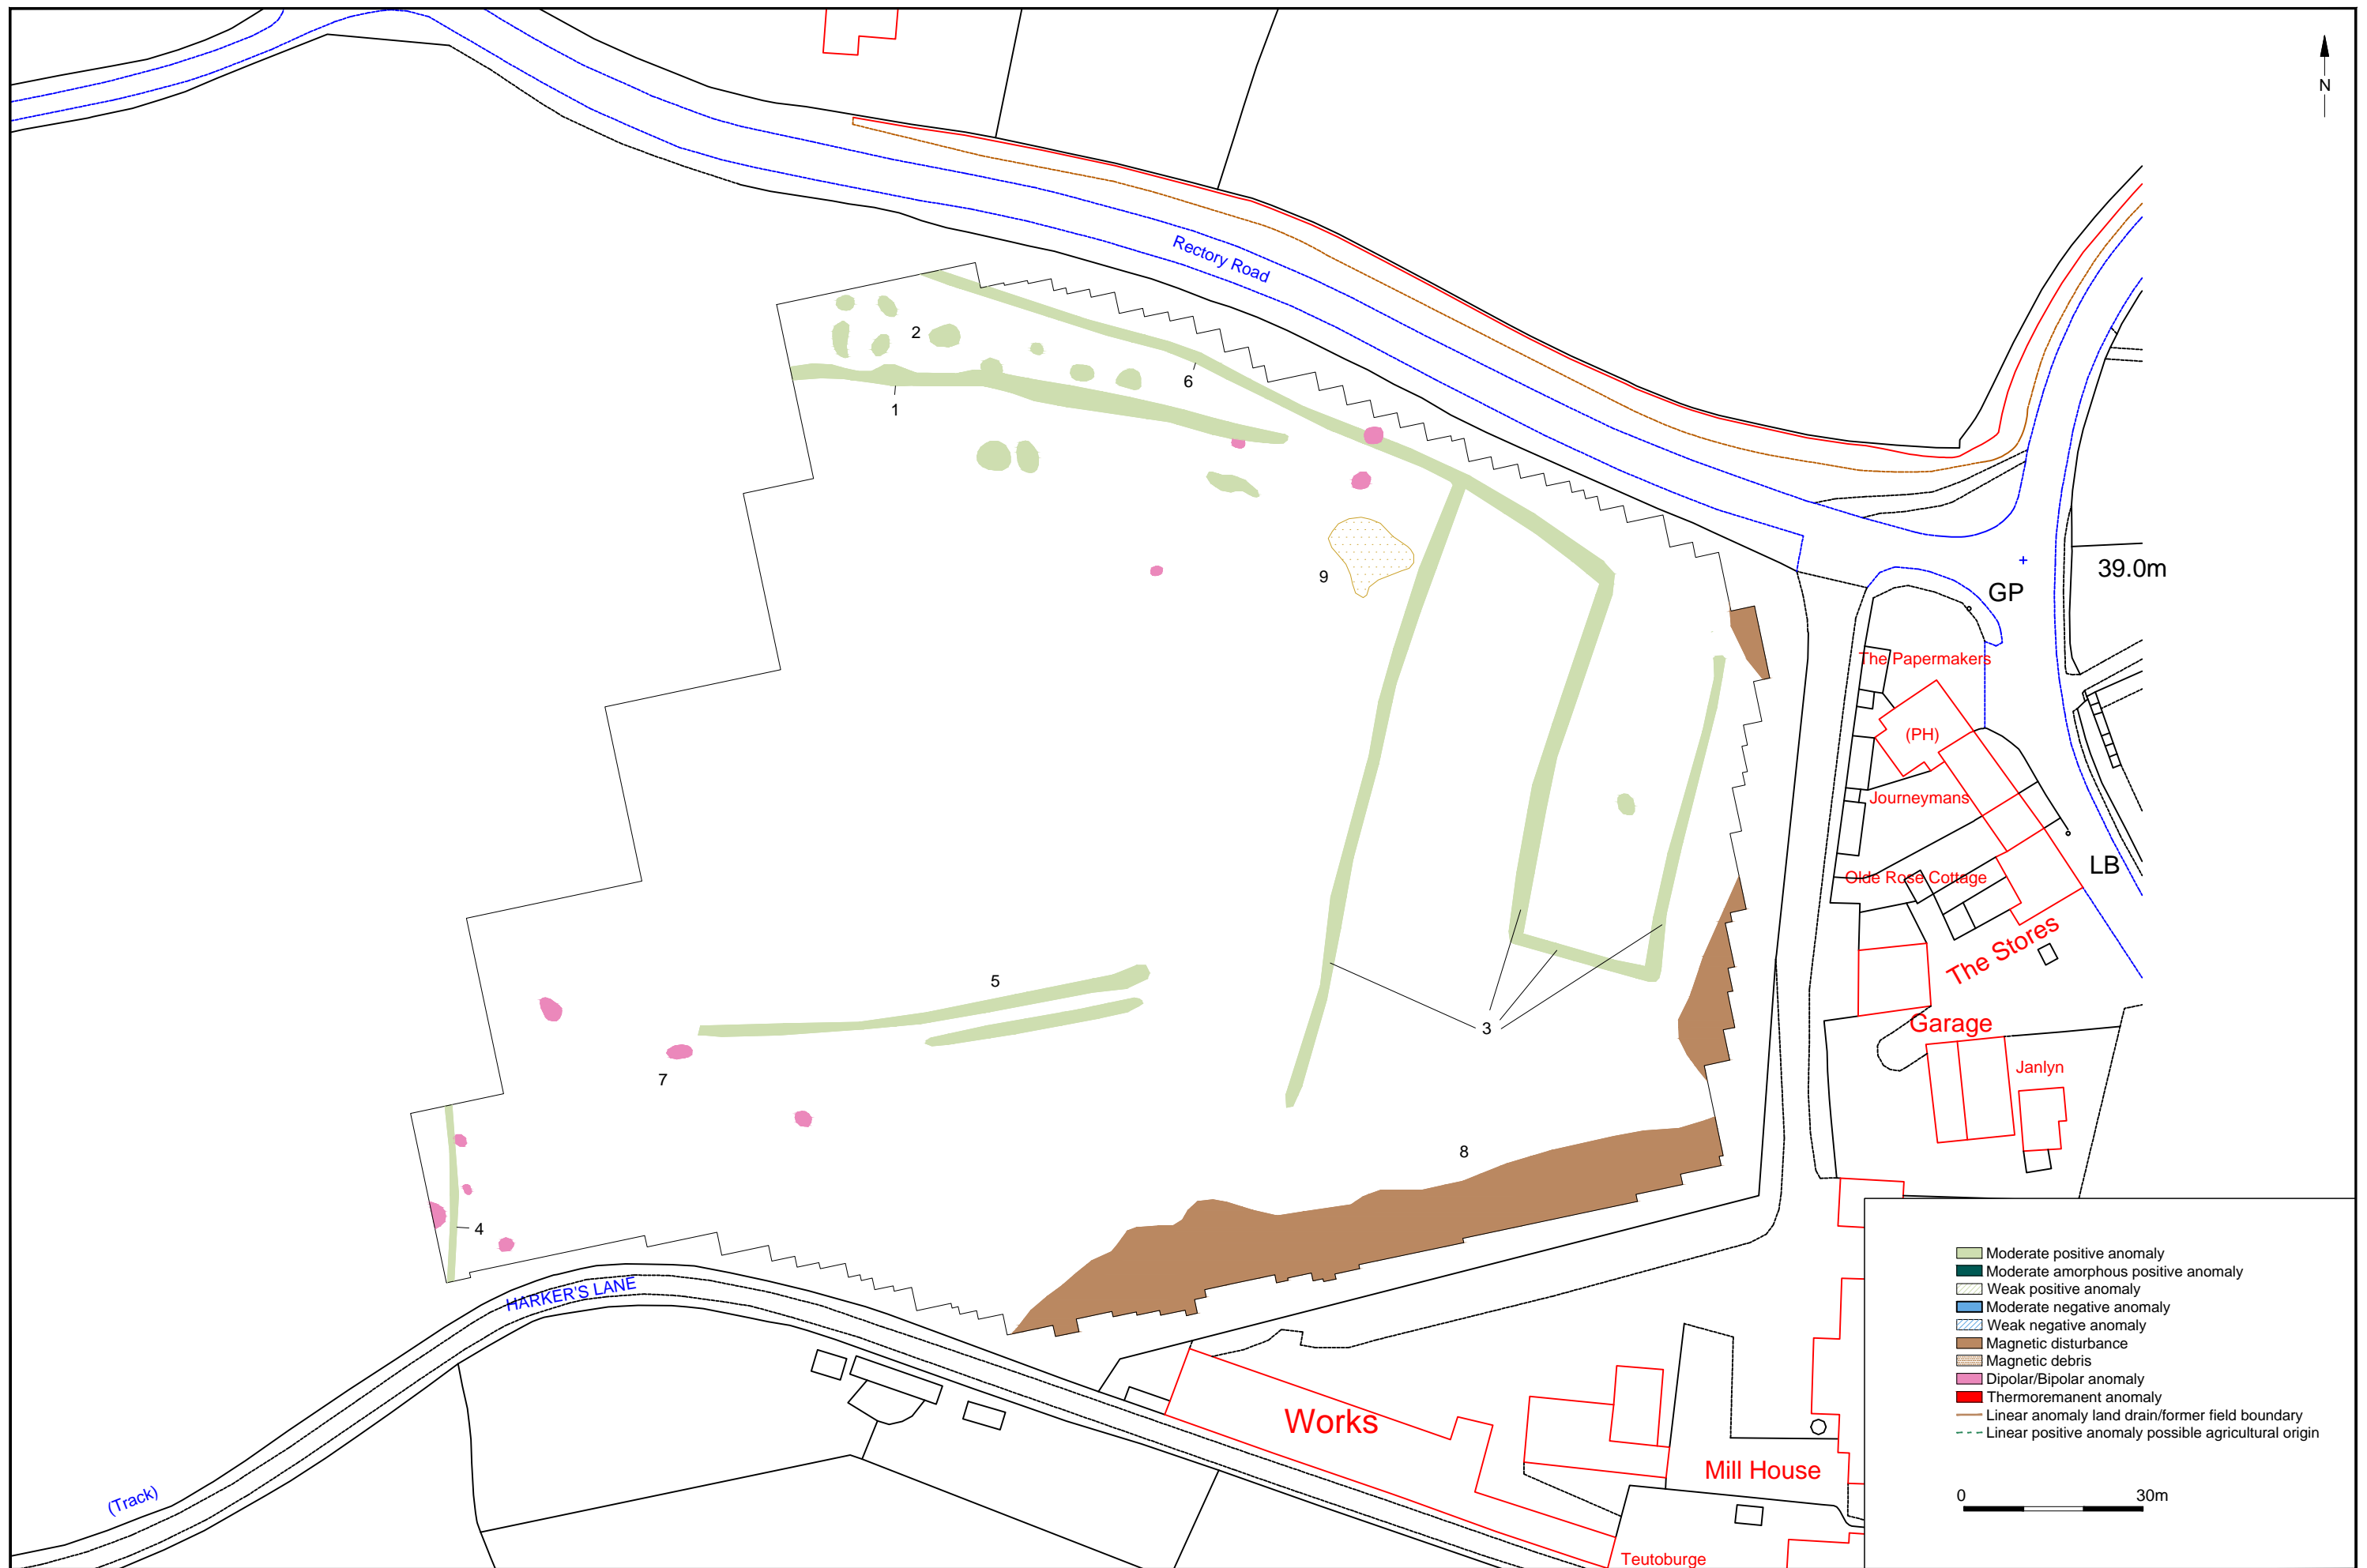 N
Rectory Road
2
6
1
9
39.0m
GP
The Papermakers
(PH)
Journeymans
LB
Olde Rose Cottage
The Stores
5
3
Garage
Janlyn
7
8
4
HARKER'S LANE
Moderate positive anomaly
Moderate amorphous positive anomaly
Weak positive anomaly
Moderate negative anomaly
Weak negative anomaly
Magnetic disturbance
Magnetic debris
Dipolar/Bipolar anomaly
Thermoremanent anomaly
Linear anomaly land drain/former field boundary
Linear positive anomaly possible agricultural origin
Works
Mill House
(Track)
0 30m
Teutoburge